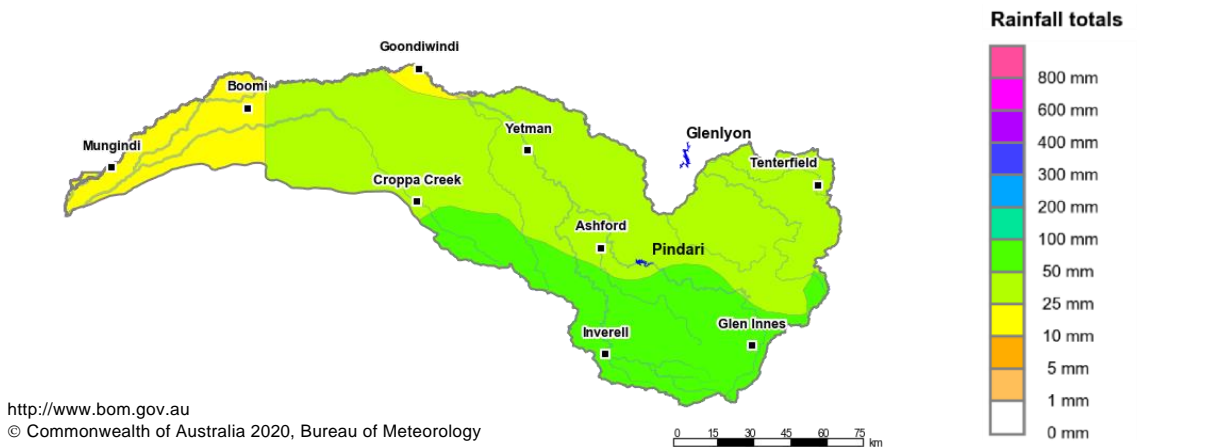 Rainfall totals
Goondiwindi
Boomi
Mungindi
Yetman
Glenlyon
Tenterfield
Croppa Creek
Ashford
Pindari
Glen Innes
Inverell
800 mm
600 mm
400 mm
300 mm
200 mm
100 mm
50 mm
25 mm
10 mm
5 mm
1 mm
0 mm
http://www.bom.gov.au
© Commonwealth of Australia 2020, Bureau of Meteorology
0 15 30 45 60 75
km